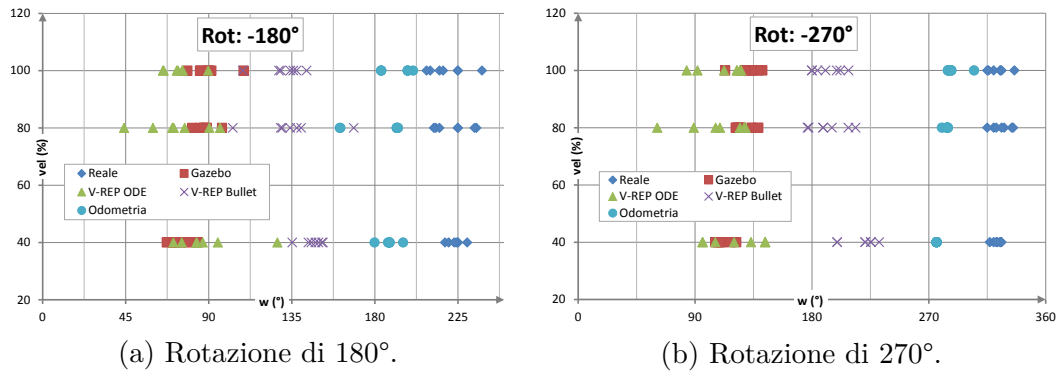 Rot: -180°
120
100
80
60
40
20
vel (%)
Reale
Gazebo
V-REP ODE
V-REP Bullet
Odometria
w (°)
0 45 90 135 180 225
(a) Rotazione di 180°.
Rot: -270°
120
100
80
60
40
20
vel (%)
Reale
Gazebo
V-REP ODE
V-REP Bullet
Odometria
w (°)
0 90 180 270 360
(b) Rotazione di 270°.